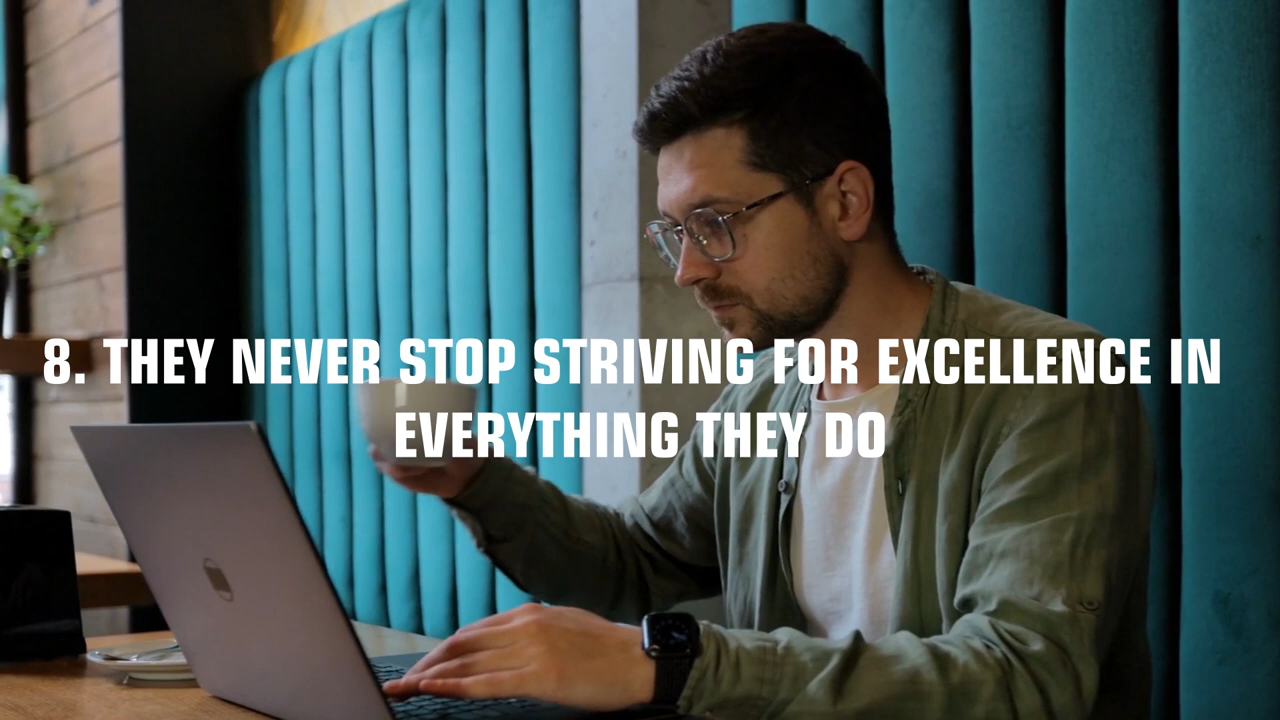 8. THEY NEVER STOP STRIVING FOR EXCELLENCE IN
EVERYTHING THEY DO